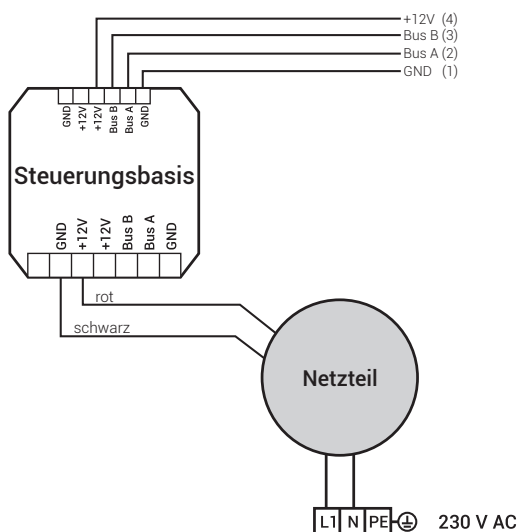 +12V (4)
Bus B (3)
Bus A (2)
GND (1)
GND
+12V
+12V
Bus B
Bus A
GND
Steuerungsbasis
GND
+12V
+12V
Bus B
Bus A
GND
rot
schwarz
Netzteil
L1 N PE 230 V AC